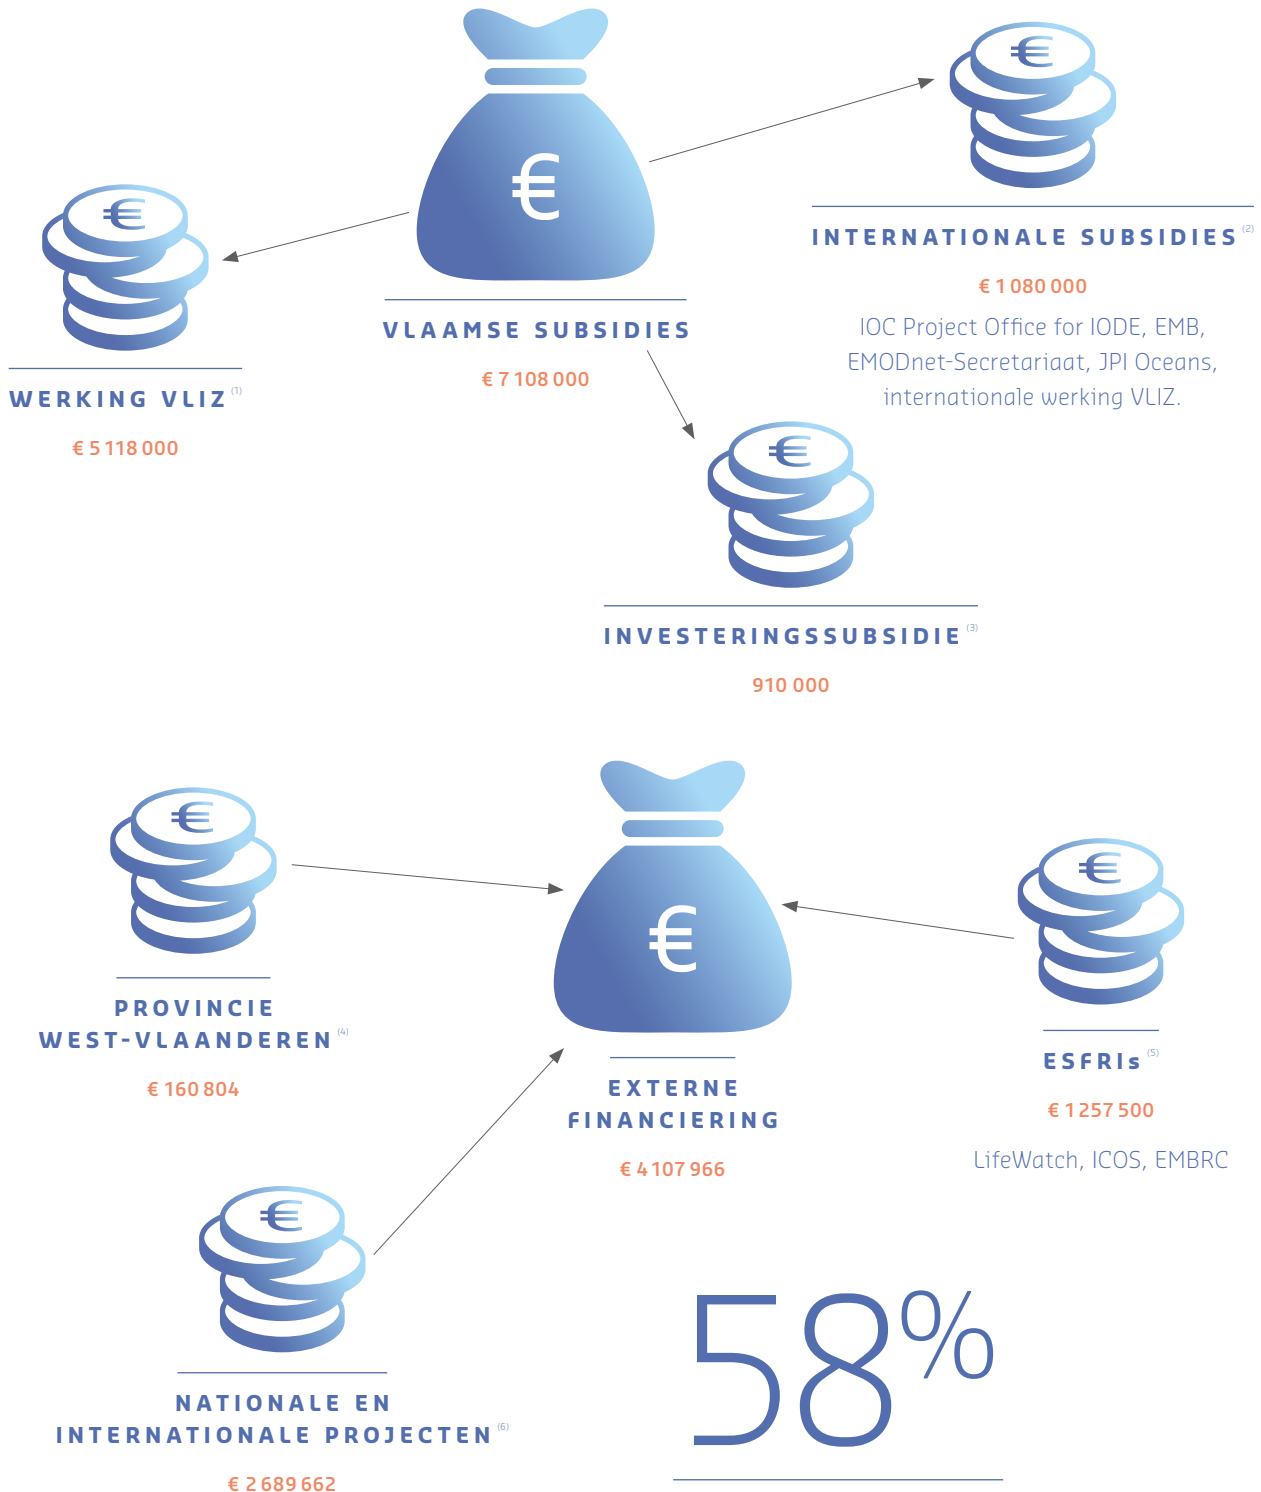 €
€
€
VLAAMSE SUBSIDIES
€ 7 108 000
INTERNATIONALE SUBSIDIES (2)
€ 1 080 000
IOC Project Office for IODE, EMB,
EMODnet-Secretariaat, JPI Oceans,
internationale werking VLIZ.
WERKING VLIZ (1)
€ 5 118 000
€
INVESTERINGSSUBSIDIE (3)
910 000
€
€
€
PROVINCIE
WEST-VLAANDEREN (4)
€ 160 804
EXTERNE
FINANCIERING
€ 4 107 966
ESFRIs (5)
€ 1 257 500
LifeWatch, ICOS, EMBRC
€
NATIONALE EN
INTERNATIONALE PROJECTEN (6)
€ 2 689 662
58%